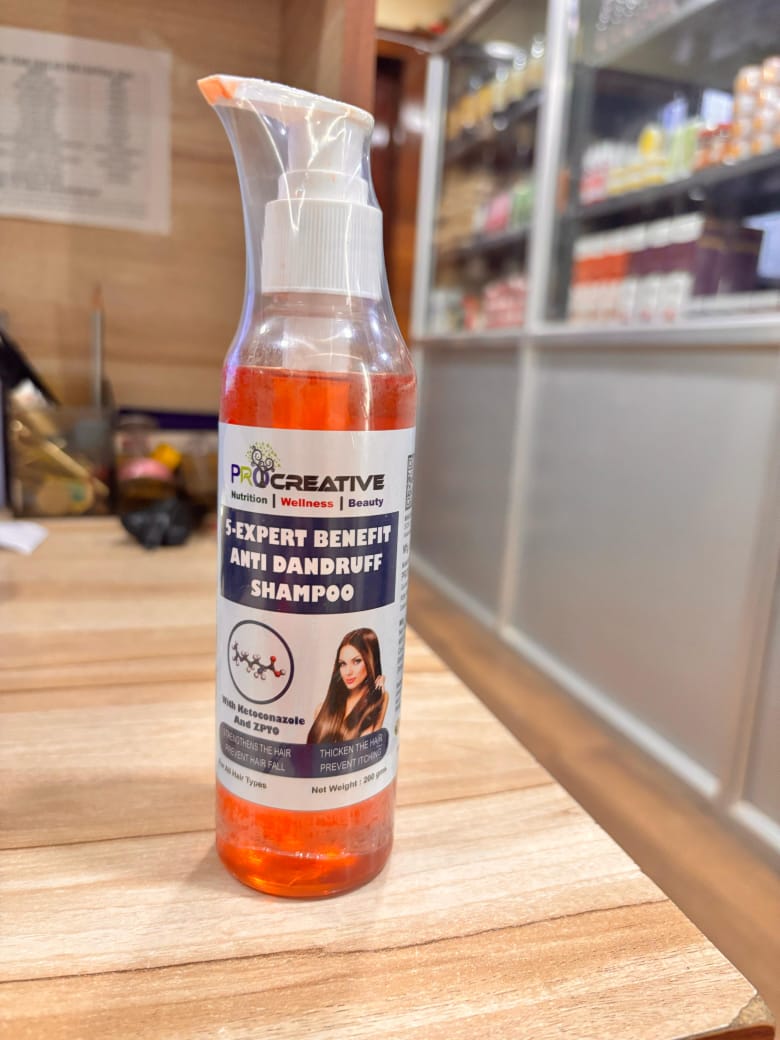 PROCREATIVE
Nutrition | Wellness | Beauty
5-EXPERT BENEFIT
ANTI DANDRUFF
SHAMPOO
With Ketoconazole
And ZPTO
STRENGTHENS THE HAIR
PREVENT HAIR FALL
THICKEN THE HAIR
PREVENT ITCHING
All Hair Types
Net Weight : 200 gms